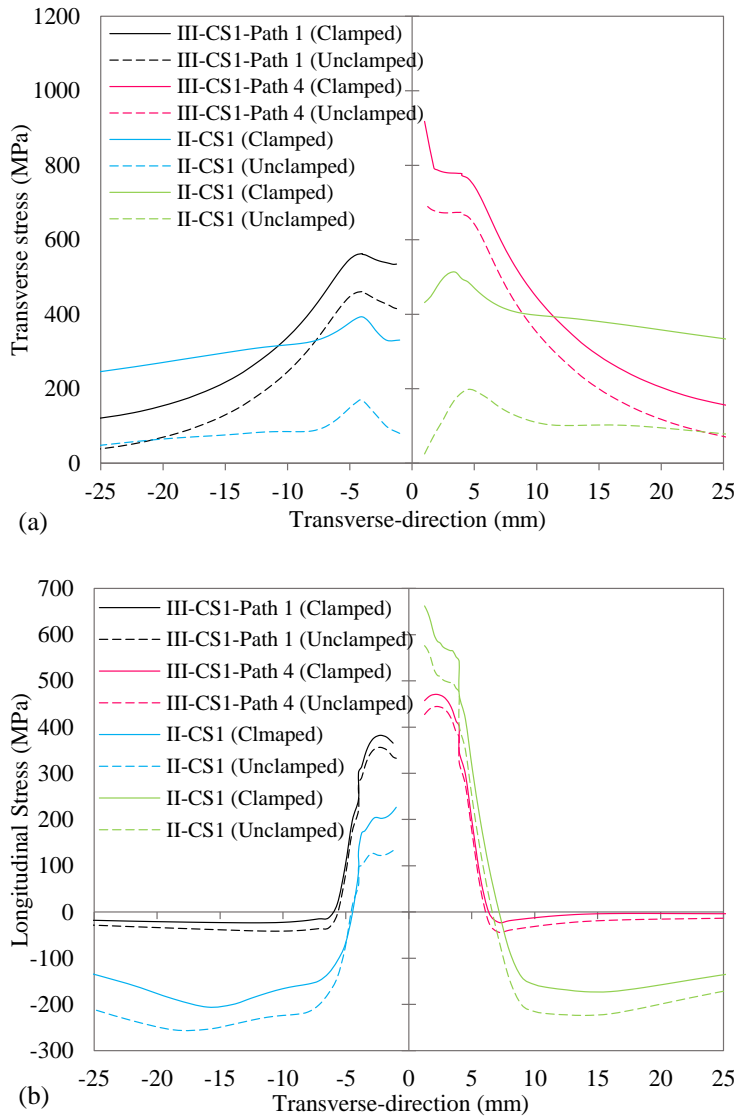 1200
1000
800
600
400
200
0
Transverse stress (MPa)
III-CS1-Path 1 (Clamped)
III-CS1-Path 1 (Unclamped)
III-CS1-Path 4 (Clamped)
III-CS1-Path 4 (Unclamped)
II-CS1 (Clamped)
II-CS1 (Unclamped)
II-CS1 (Clamped)
II-CS1 (Unclamped)
-25 -20 -15 -10 -5 0 5 10 15 20 25
Transverse-direction (mm)
(a)
700
600
500
400
300
200
100
0
-100
-200
-300
Longitudinal Stress (MPa)
III-CS1-Path 1 (Clamped)
III-CS1-Path 1 (Unclamped)
III-CS1-Path 4 (Clamped)
III-CS1-Path 4 (Unclamped)
II-CS1 (Clmaped)
II-CS1 (Unclamped)
II-CS1 (Clamped)
II-CS1 (Unclamped)
-25 -20 -15 -10 -5 0 5 10 15 20 25
Transverse-direction (mm)
(b)